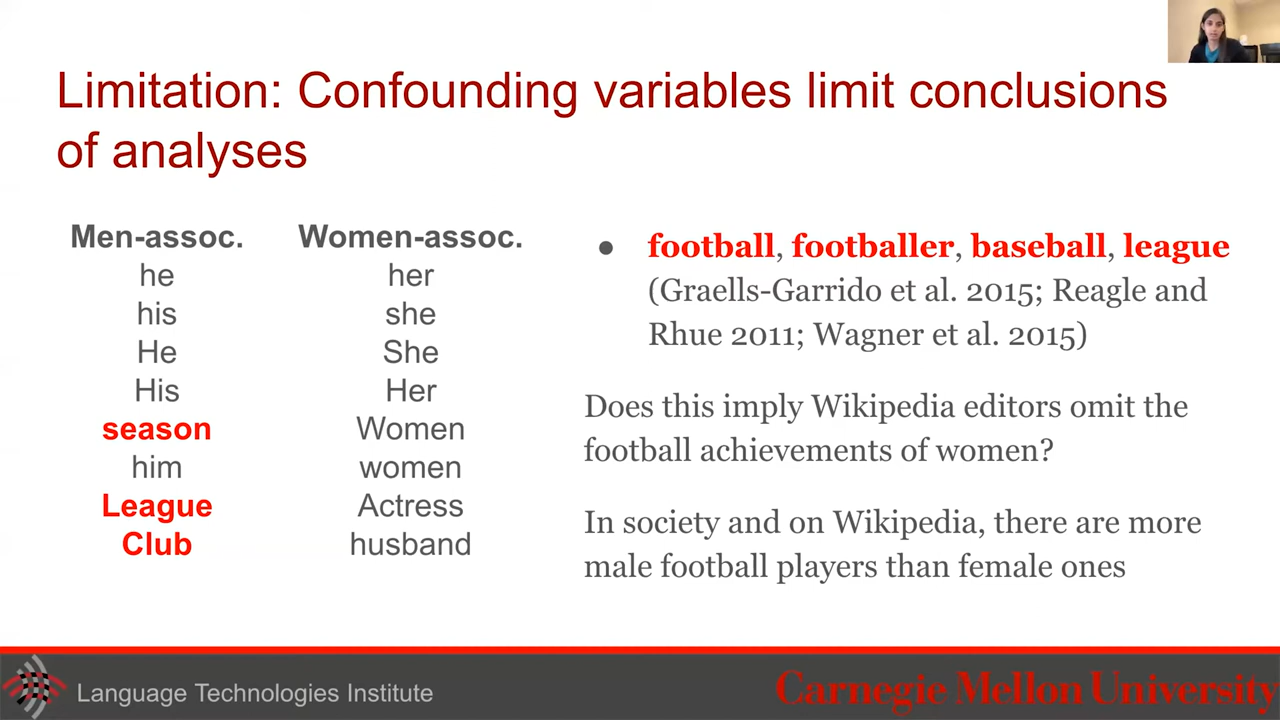 Limitation: Confounding variables limit conclusions
of analyses
Men-assoc. Women-assoc.
he her
his she
He She
His Her
season Women
him women
League Actress
Club husband
● football, footballer, baseball, league
(Graells-Garrido et al. 2015; Reagle and
Rhue 2011; Wagner et al. 2015)
Does this imply Wikipedia editors omit the
football achievements of women?
In society and on Wikipedia, there are more
male football players than female ones
Language Technologies Institute
Carnegie Mellon University